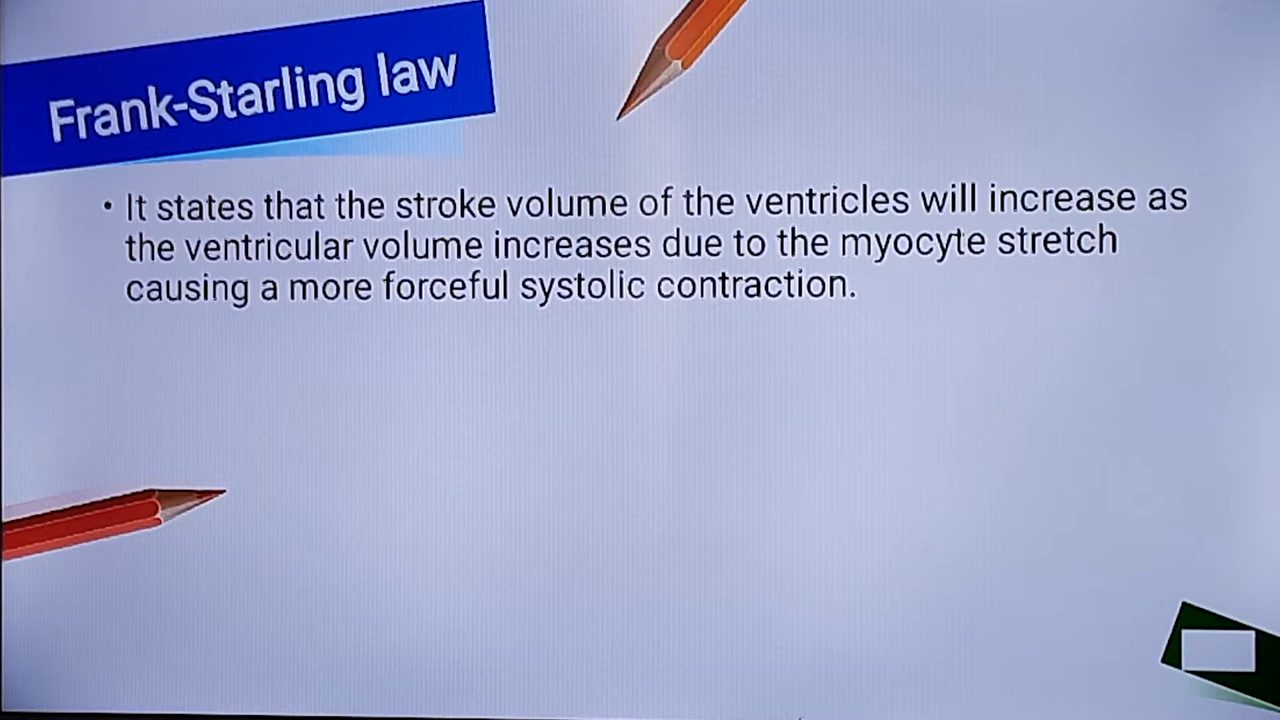 Frank-Starling law
• It states that the stroke volume of the ventricles will increase as
the ventricular volume increases due to the myocyte stretch
causing a more forceful systolic contraction.